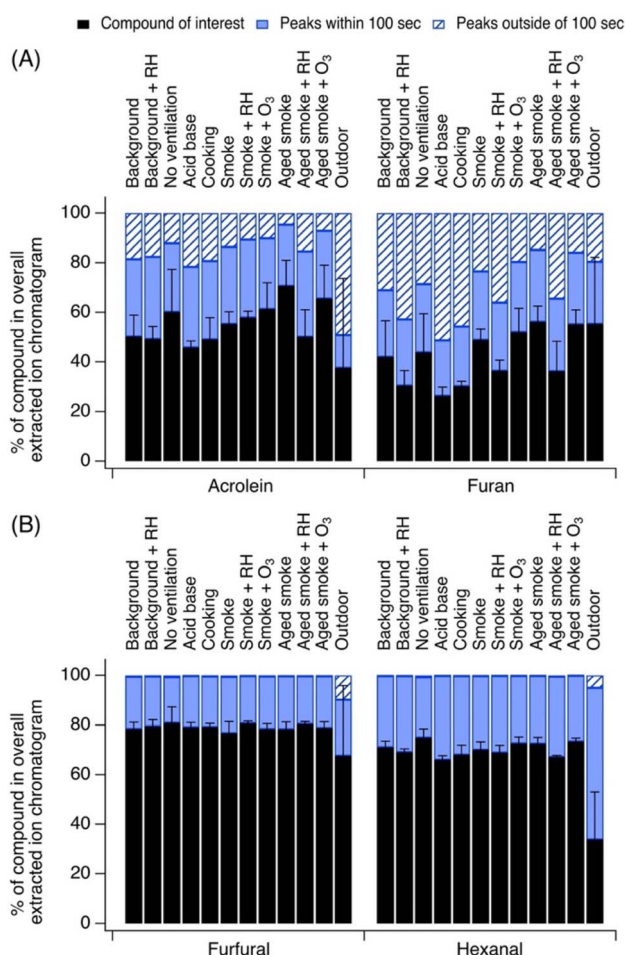 Compound of interest Peaks within 100 sec Peaks outside of 100 sec
(A)
Background
Background + RH
No ventilation
Acid base
Cooking
Smoke
Smoke + RH
Smoke + O3
Aged smoke
Aged smoke + RH
Aged smoke + O3
Outdoor
Background
Background + RH
No ventilation
Acid base
Cooking
Smoke
Smoke + RH
Smoke + O3
Aged smoke
Aged smoke + RH
Aged smoke + O3
Outdoor
% of compound in overall
extracted ion chromatogram
100
80
60
40
20
0
Acrolein Furan
(B)
Background
Background + RH
No ventilation
Acid base
Cooking
Smoke
Smoke + RH
Smoke + O3
Aged smoke
Aged smoke + RH
Aged smoke + O3
Outdoor
Background
Background + RH
No ventilation
Acid base
Cooking
Smoke
Smoke + RH
Smoke + O3
Aged smoke
Aged smoke + RH
Aged smoke + O3
Outdoor
% of compound in overall
extracted ion chromatogram
100
80
60
40
20
0
Furfural Hexanal